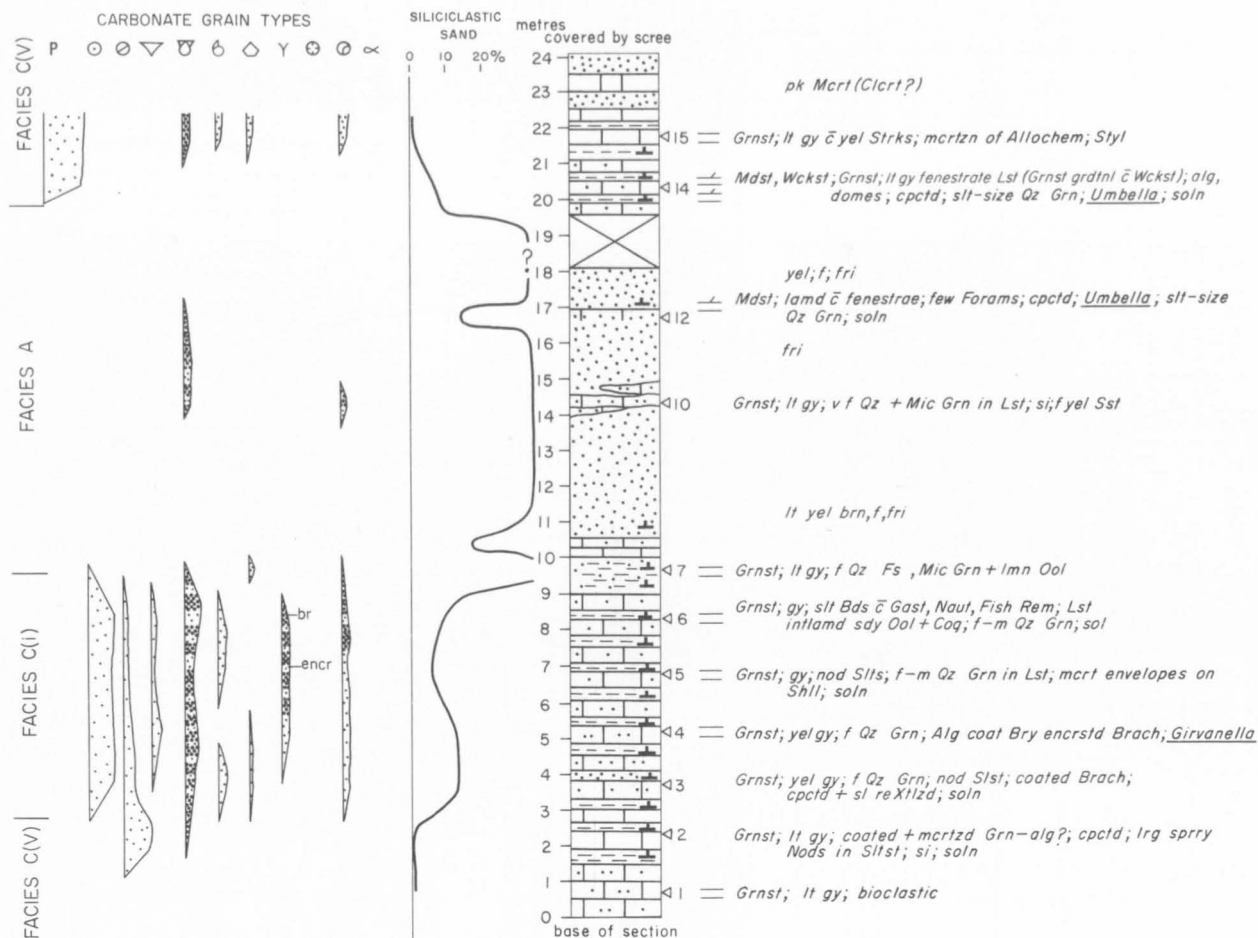 CARBONATE GRAIN TYPES
SILICICLASTIC
SAND
0 10 20%
metres
covered by scree
P
FACIES C(V)
FACIES A
FACIES C(i)
FACIES C(V)
br
encr
?
24
23
22
21
20
19
18
17
16
15
14
13
12
11
10
9
8
7
6
5
4
3
2
1
0
base of section
pk Mcrt (Clcrt?)
15 Grnst; lt gy c̄ yel Strks; mcrtzn of Allochem; Styl
14 Mdst, Wckst; Grnst; lt gy fenestrate Lst (Grnst grdtnl c̄ Wckst); alg,
domes; cpctd; slt-size Qz Grn; Umbella; soln
yel; f; fri
12 Mdst; lamd c̄ fenestrae; few Forams; cpctd; Umbella; slt-size
Qz Grn; soln
fri
10 Grnst; lt gy; v f Qz + Mic Grn in Lst; si; f yel Sst
lt yel brn, f, fri
7 Grnst; lt gy; f Qz Fs, Mic Grn + lmn Ool
6 Grnst; gy; slt Bds c̄ Gast, Naut, Fish Rem; Lst
intlamd sdy Ool + Coq; f-m Qz Grn; sol
5 Grnst; gy; nod Slts; f-m Qz Grn in Lst; mcrt envelopes on
Shll; soln
4 Grnst; yel gy; f Qz Grn; Alg coat Bry encrstd Brach; Girvanella
3 Grnst; yel gy; f Qz Grn; nod Slst; coated Brach;
cpctd + sl reXtlzd; soln
2 Grnst; lt gy; coated + mcrtzd Grn-alg?; cpctd; lrg sprry
Nods in Sltst; si; soln
1 Grnst; lt gy; bioclastic